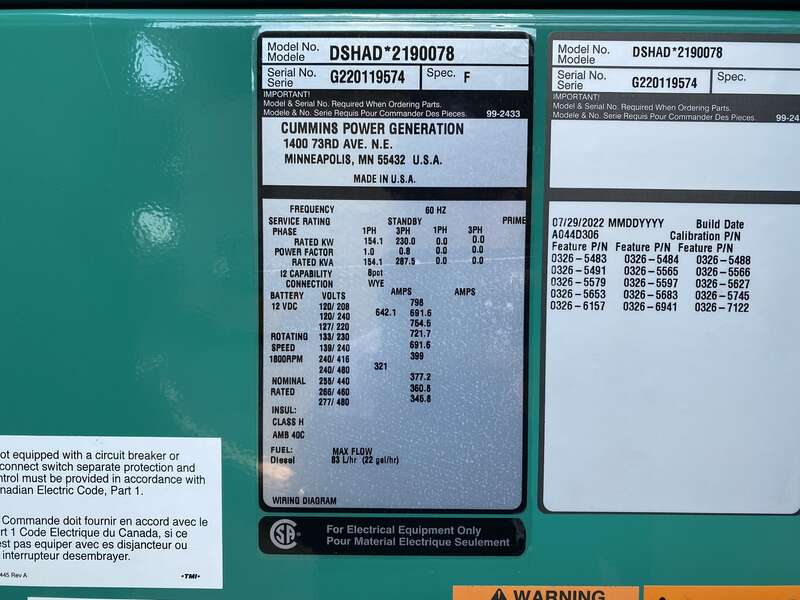 Model No. DSHAD*2190078
Modele
Serial No. G220119574 Spec. F
Serie
IMPORTANT!
Model & Serial No. Required When Ordering Parts.
Modele & No. Serie Requis Pour Commander Des Pieces. 99-2433
CUMMINS POWER GENERATION
1400 73RD AVE. N.E.
MINNEAPOLIS, MN 55432 U.S.A.
MADE IN U.S.A.
FREQUENCY 60 HZ
SERVICE RATING STANDBY PRIME
PHASE 1PH 3PH 1PH 3PH
RATED KW 154.1 230.0 0.0 0.0
POWER FACTOR 1.0 0.8 0.0 0.0
RATED KVA 154.1 287.5 0.0 0.0
I2 CAPABILITY 8pct
CONNECTION WYE
BATTERY VOLTS AMPS AMPS
12 VDC 120/ 208 798
120/ 240 642.1 691.6
127/ 220 754.5
ROTATING 133/ 230 721.7
SPEED 139/ 240 691.6
1800RPM 240/ 416 399
240/ 480 321
NOMINAL 255/ 440 377.2
RATED 266/ 460 360.8
277/ 480 345.8
INSUL:
CLASS H
AMB 40C
FUEL: MAX FLOW
Diesel 83 L/hr (22 gal/hr)
WIRING DIAGRAM
For Electrical Equipment Only
Pour Material Electrique Seulement
Model No. DSHAD*2190078
Modele
Serial No. G220119574 Spec.
Serie
IMPORTANT!
Model & Serial No. Required When Ordering Parts.
Modele & No. Serie Requis Pour Commander Des Pieces. 99-24
07/29/2022 MMDDYYYY Build Date
A044D306 Calibration P/N
Feature P/N Feature P/N Feature P/N
0326-5483 0326-5484 0326-5488
0326-5491 0326-5565 0326-5566
0326-5579 0326-5597 0326-5627
0326-5653 0326-5683 0326-5745
0326-6157 0326-6941 0326-7122
ot equipped with a circuit breaker or
connect switch separate protection and
ntrol must be provided in accordance with
nadian Electric Code, Part 1.
Commande doit fournir en accord avec le
rt 1 Code Electrique du Canada, si ce
est pas equiper avec es disjoncteur ou
interrupteur desembrayer.
445 Rev A •TMI•
WARNING